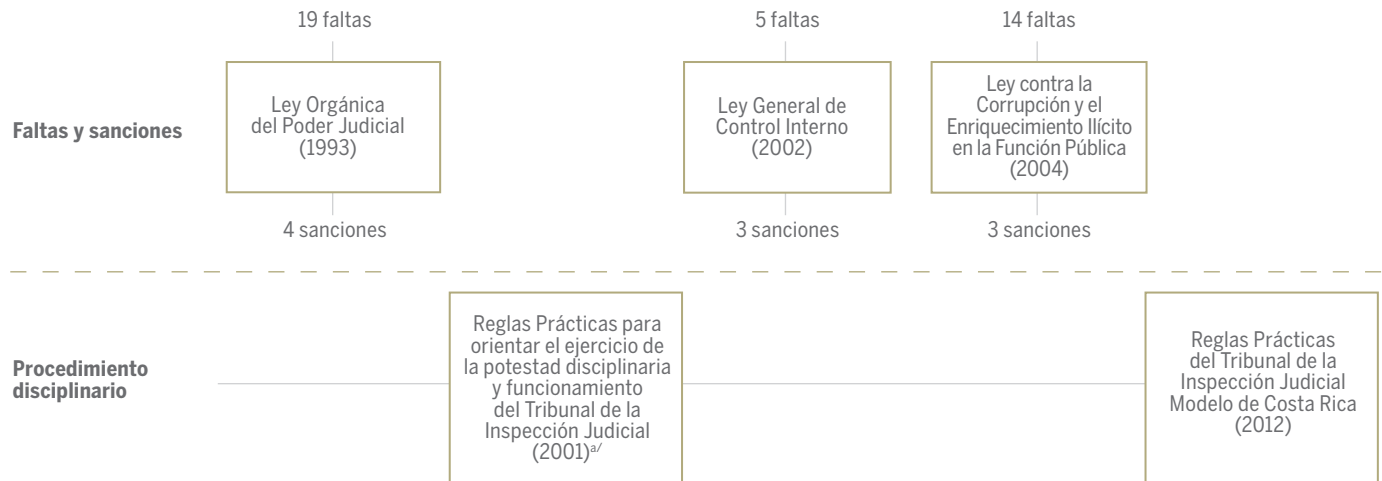 19 faltas
5 faltas
14 faltas
Faltas y sanciones
Ley Orgánica
del Poder Judicial
(1993)
Ley General de
Control Interno
(2002)
Ley contra la
Corrupción y el
Enriquecimiento Ilícito
en la Función Pública
(2004)
4 sanciones
3 sanciones
3 sanciones
Procedimiento
disciplinario
Reglas Prácticas para
orientar el ejercicio de
la potestad disciplinaria
y funcionamiento
del Tribunal de la
Inspección Judicial
(2001)a/
Reglas Prácticas
del Tribunal de la
Inspección Judicial
Modelo de Costa Rica
(2012)